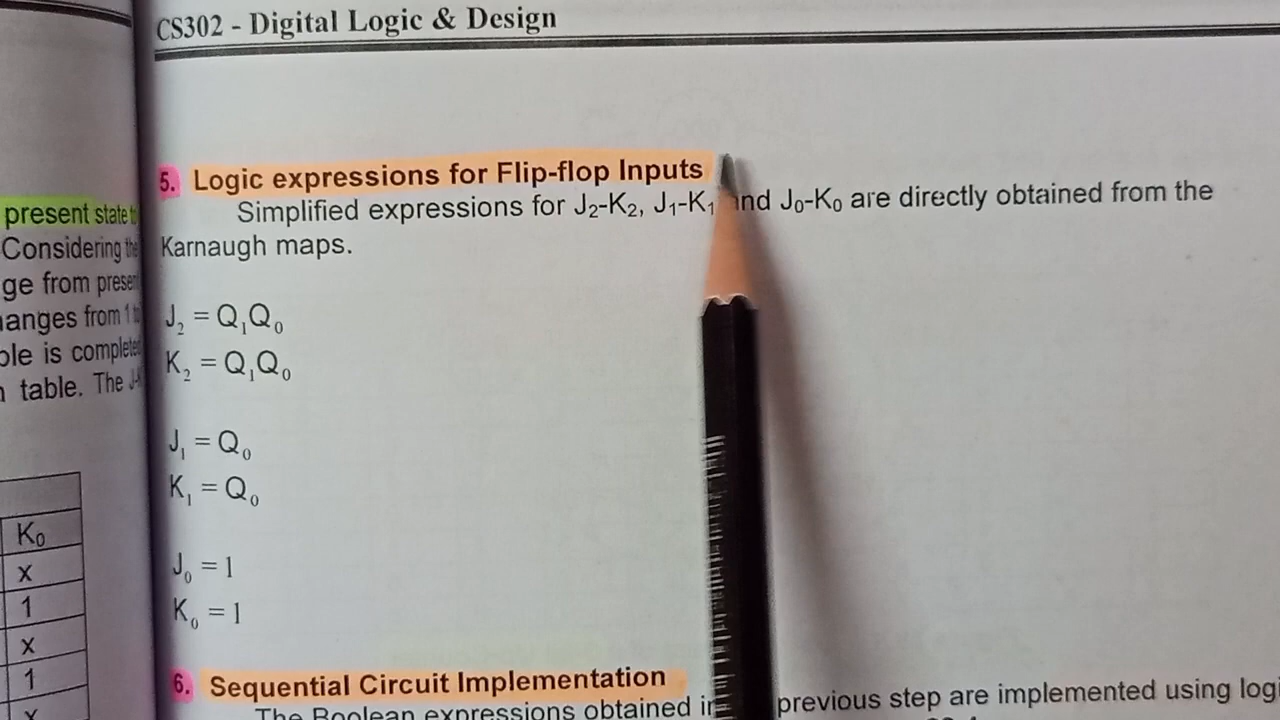 CS302 - Digital Logic & Design
present state
Considering the
ge from presen
anges from 1
ble is complete
table. The J-K
K₀
x
1
x
1
x
5. Logic expressions for Flip-flop Inputs
Simplified expressions for J₂-K₂, J₁-K₁ and J₀-K₀ are directly obtained from the
Karnaugh maps.
J₂ = Q₁Q₀
K₂ = Q₁Q₀
J₁ = Q₀
K₁ = Q₀
J₀ = 1
K₀ = 1
6. Sequential Circuit Implementation
The Boolean expressions obtained in previous step are implemented using logi